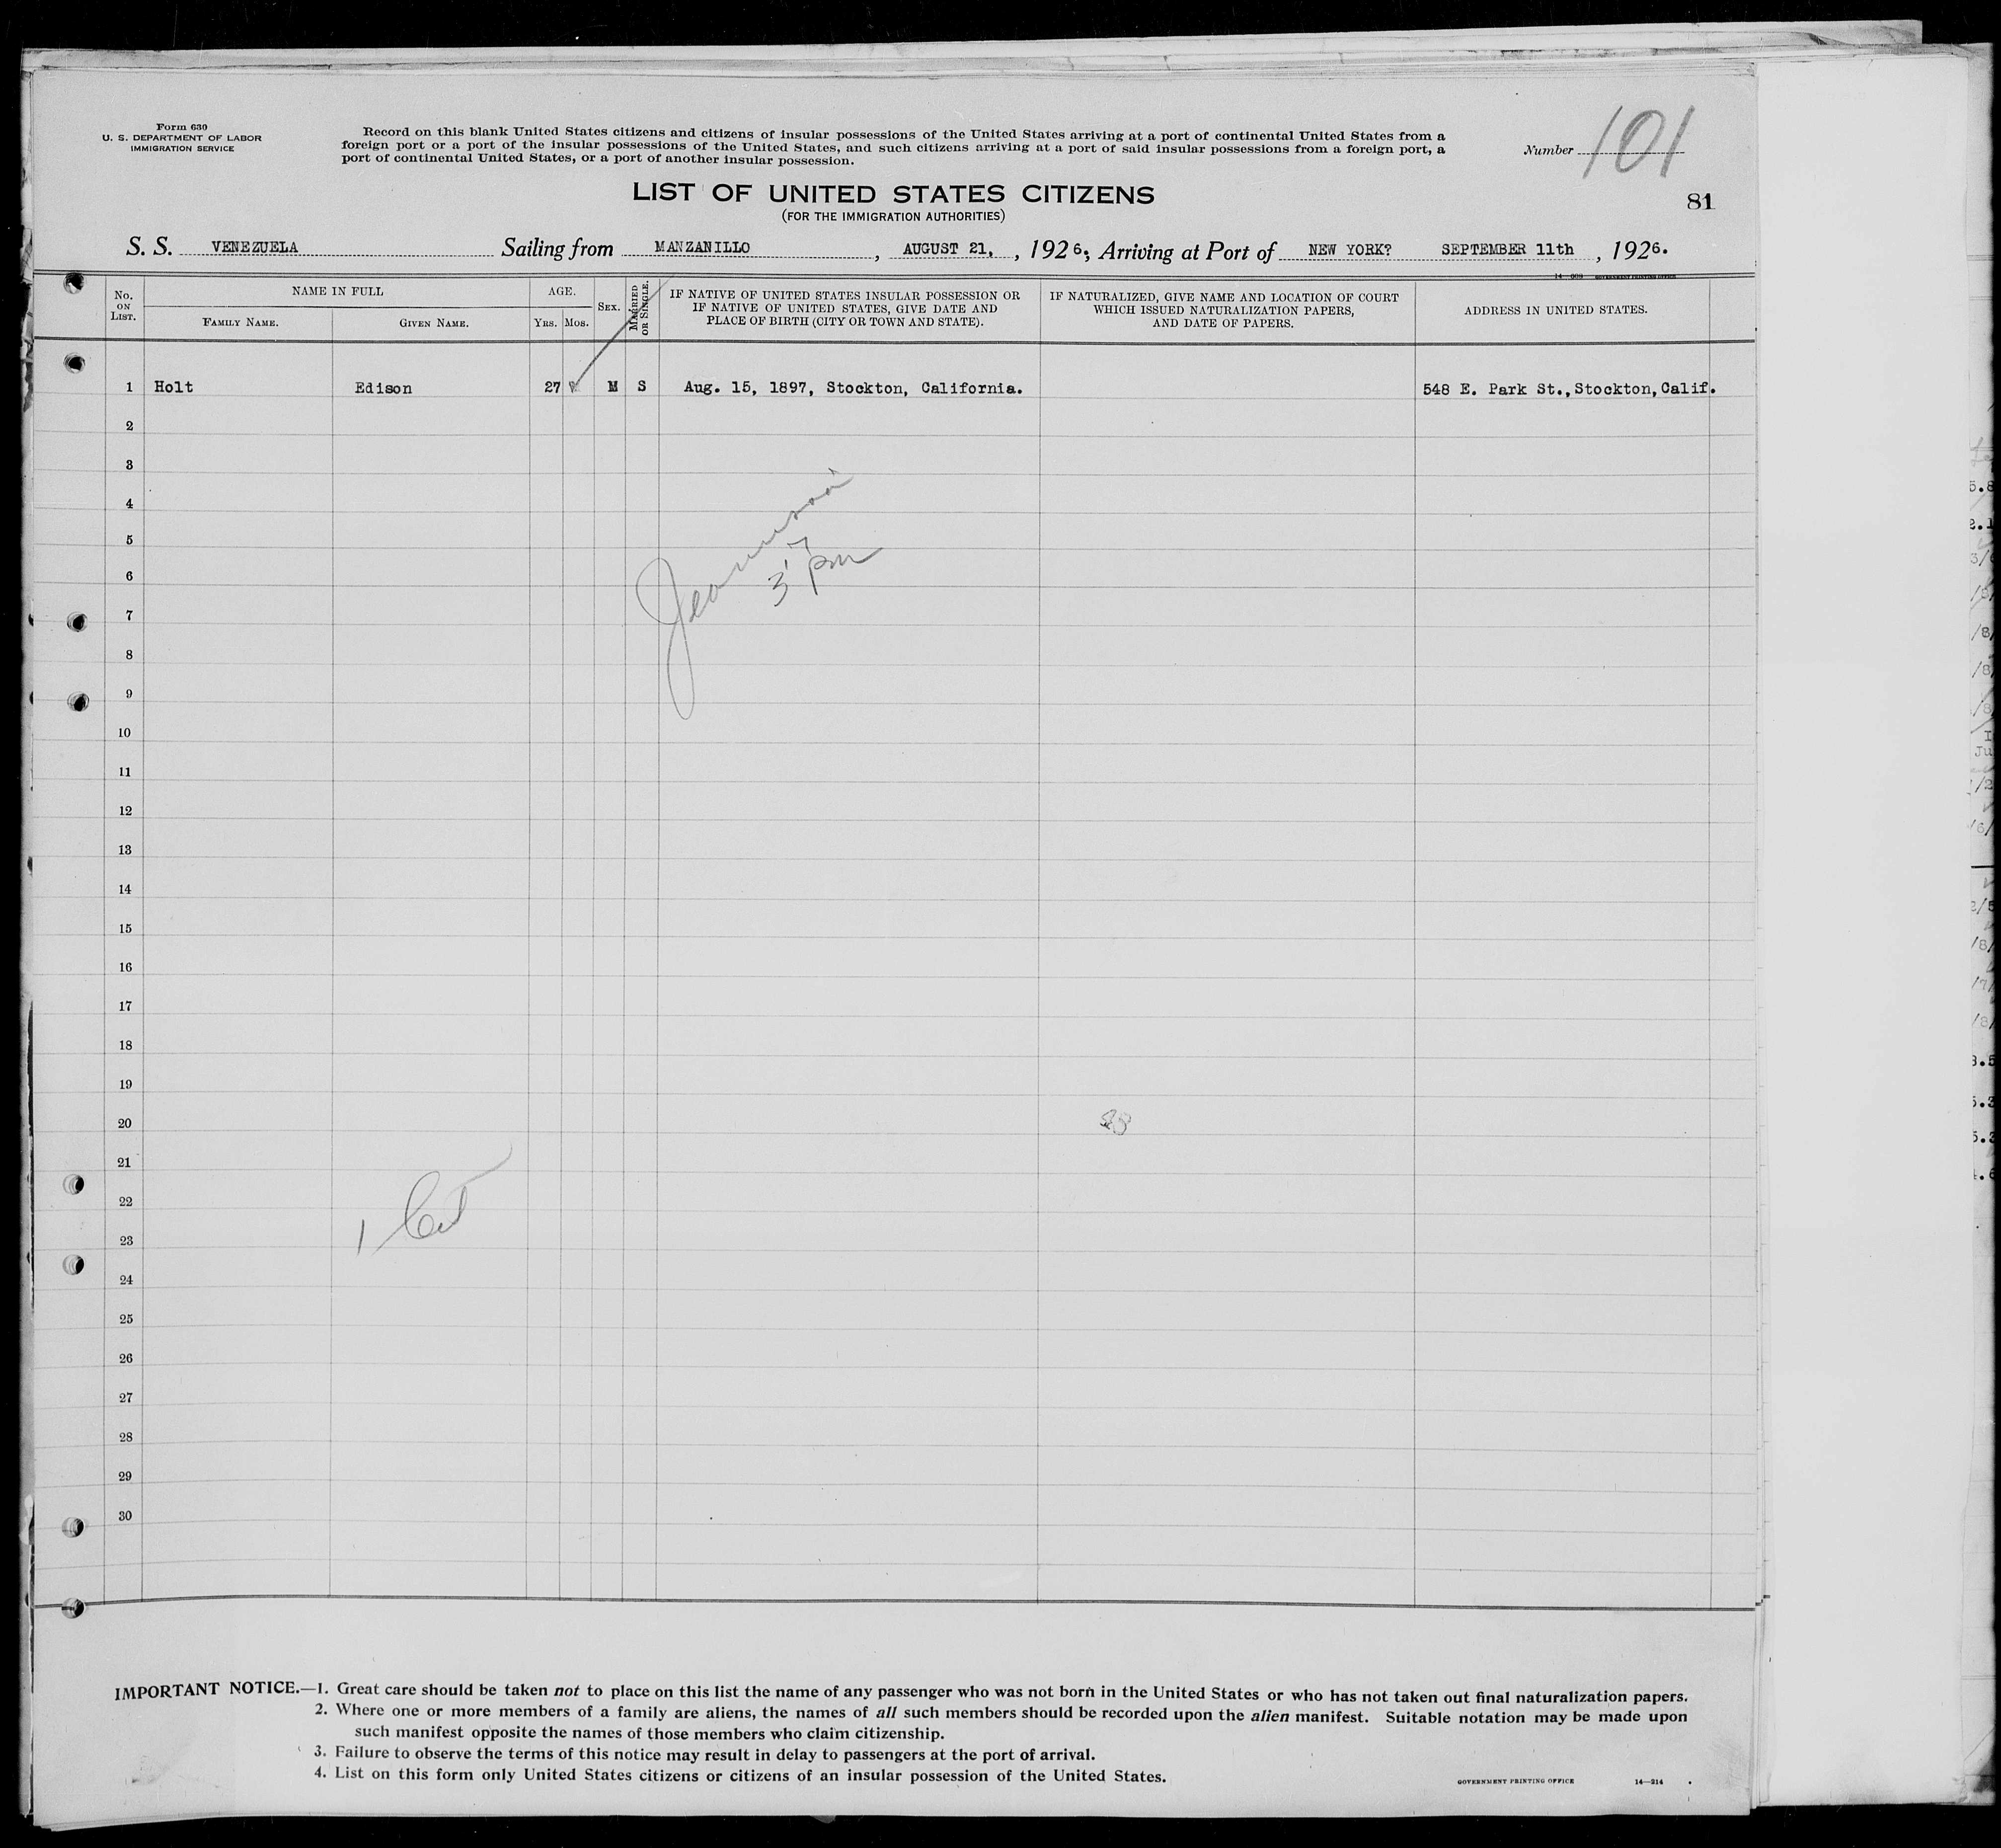 Form 630
U. S. DEPARTMENT OF LABOR
IMMIGRATION SERVICE
Record on this blank United States citizens and citizens of insular possessions of the United States arriving at a port of continental United States from a
foreign port or a port of the insular possessions of the United States, and such citizens arriving at a port of said insular possessions from a foreign port, a
port of continental United States, or a port of another insular possession.
Number 101
LIST OF UNITED STATES CITIZENS
(FOR THE IMMIGRATION AUTHORITIES)
81
S. S. VENEZUELA Sailing from MANZANILLO, AUGUST 21, , 1926; Arriving at Port of NEW YORK? SEPTEMBER 11th , 1926.
No. ON LIST. NAME IN FULL AGE. SEX. MARRIED OR SINGLE. IF NATIVE OF UNITED STATES INSULAR POSSESSION OR IF NATIVE OF UNITED STATES, GIVE DATE AND PLACE OF BIRTH (CITY OR TOWN AND STATE). IF NATURALIZED, GIVE NAME AND LOCATION OF COURT WHICH ISSUED NATURALIZATION PAPERS, AND DATE OF PAPERS. ADDRESS IN UNITED STATES.
FAMILY NAME. GIVEN NAME. YRS. MOS.
1 Holt Edison 27 M S Aug. 15, 1897, Stockton, California. 548 E. Park St., Stockton, Calif.
2
3
4
5
6
3 pm
7
8
9
10
11
12
13
14
15
16
17
18
19
20
21
22
1 Cit
23
24
25
26
27
28
29
30
IMPORTANT NOTICE.—1. Great care should be taken not to place on this list the name of any passenger who was not born in the United States or who has not taken out final naturalization papers.
2. Where one or more members of a family are aliens, the names of all such members should be recorded upon the alien manifest. Suitable notation may be made upon
such manifest opposite the names of those members who claim citizenship.
3. Failure to observe the terms of this notice may result in delay to passengers at the port of arrival.
4. List on this form only United States citizens or citizens of an insular possession of the United States.
GOVERNMENT PRINTING OFFICE 14—214